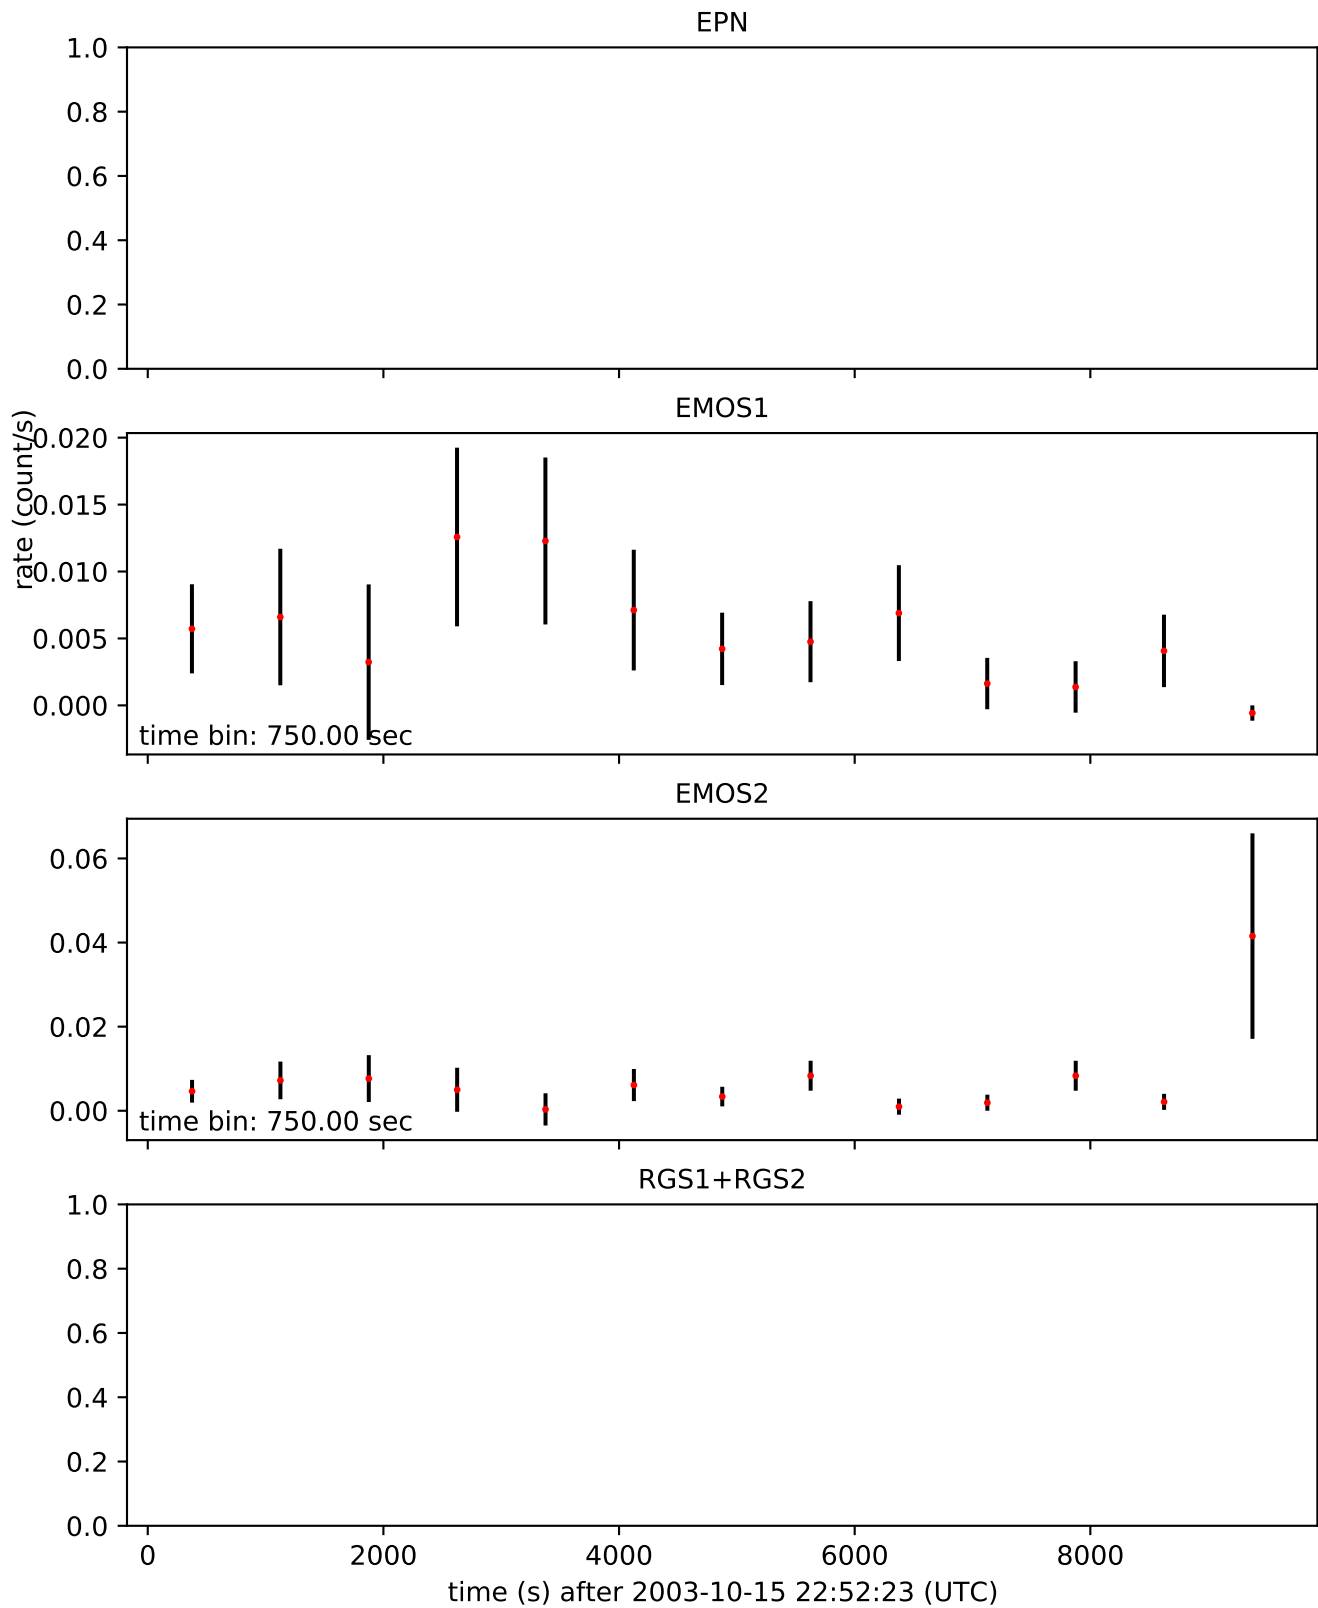 EPN
1.0
0.8
0.6
0.4
0.2
0.0
EMOS1
rate (count/s)
0.020
0.015
0.010
0.005
0.000
time bin: 750.00 sec
EMOS2
0.06
0.04
0.02
0.00
time bin: 750.00 sec
RGS1+RGS2
1.0
0.8
0.6
0.4
0.2
0.0
0 2000 4000 6000 8000
time (s) after 2003-10-15 22:52:23 (UTC)